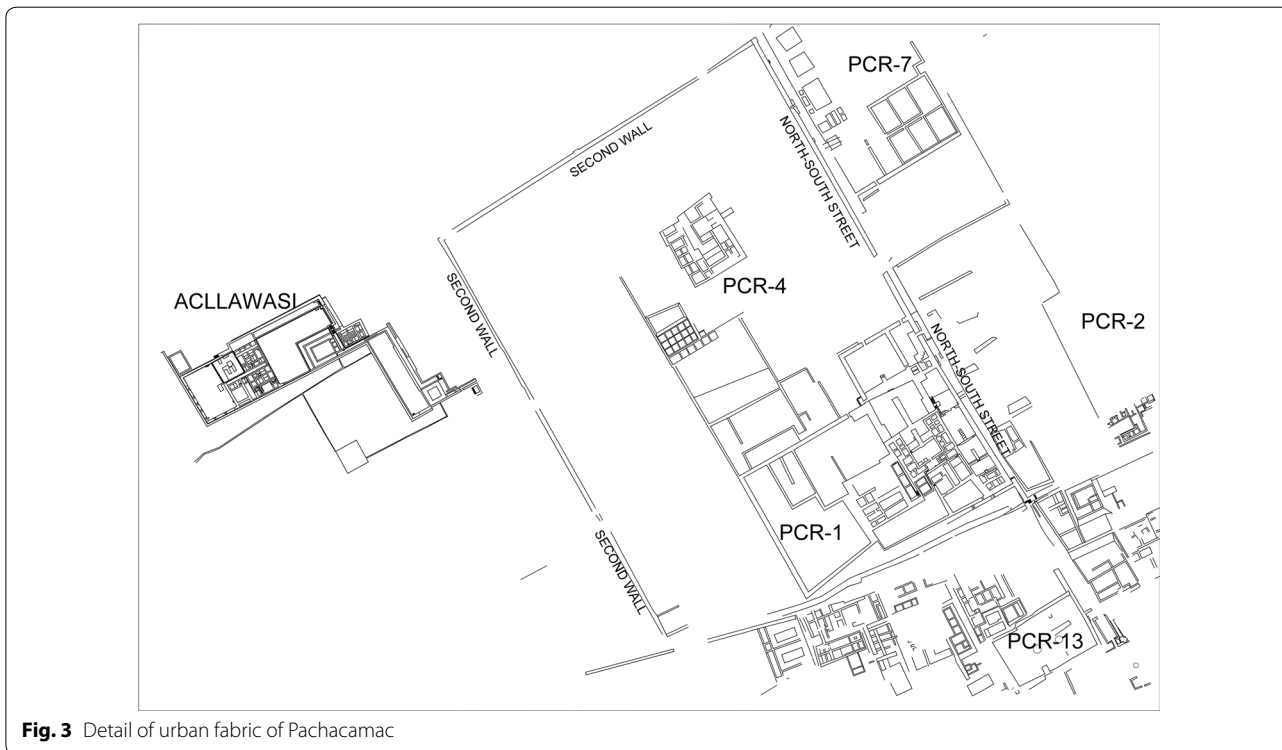 PCR-7
SECOND WALL
NORTH-SOUTH STREET
SECOND WALL
ACLLAWASI
PCR-4
PCR-2
NORTH-SOUTH STREET
PCR-1
SECOND WALL
PCR-13
Fig. 3 Detail of urban fabric of Pachacamac